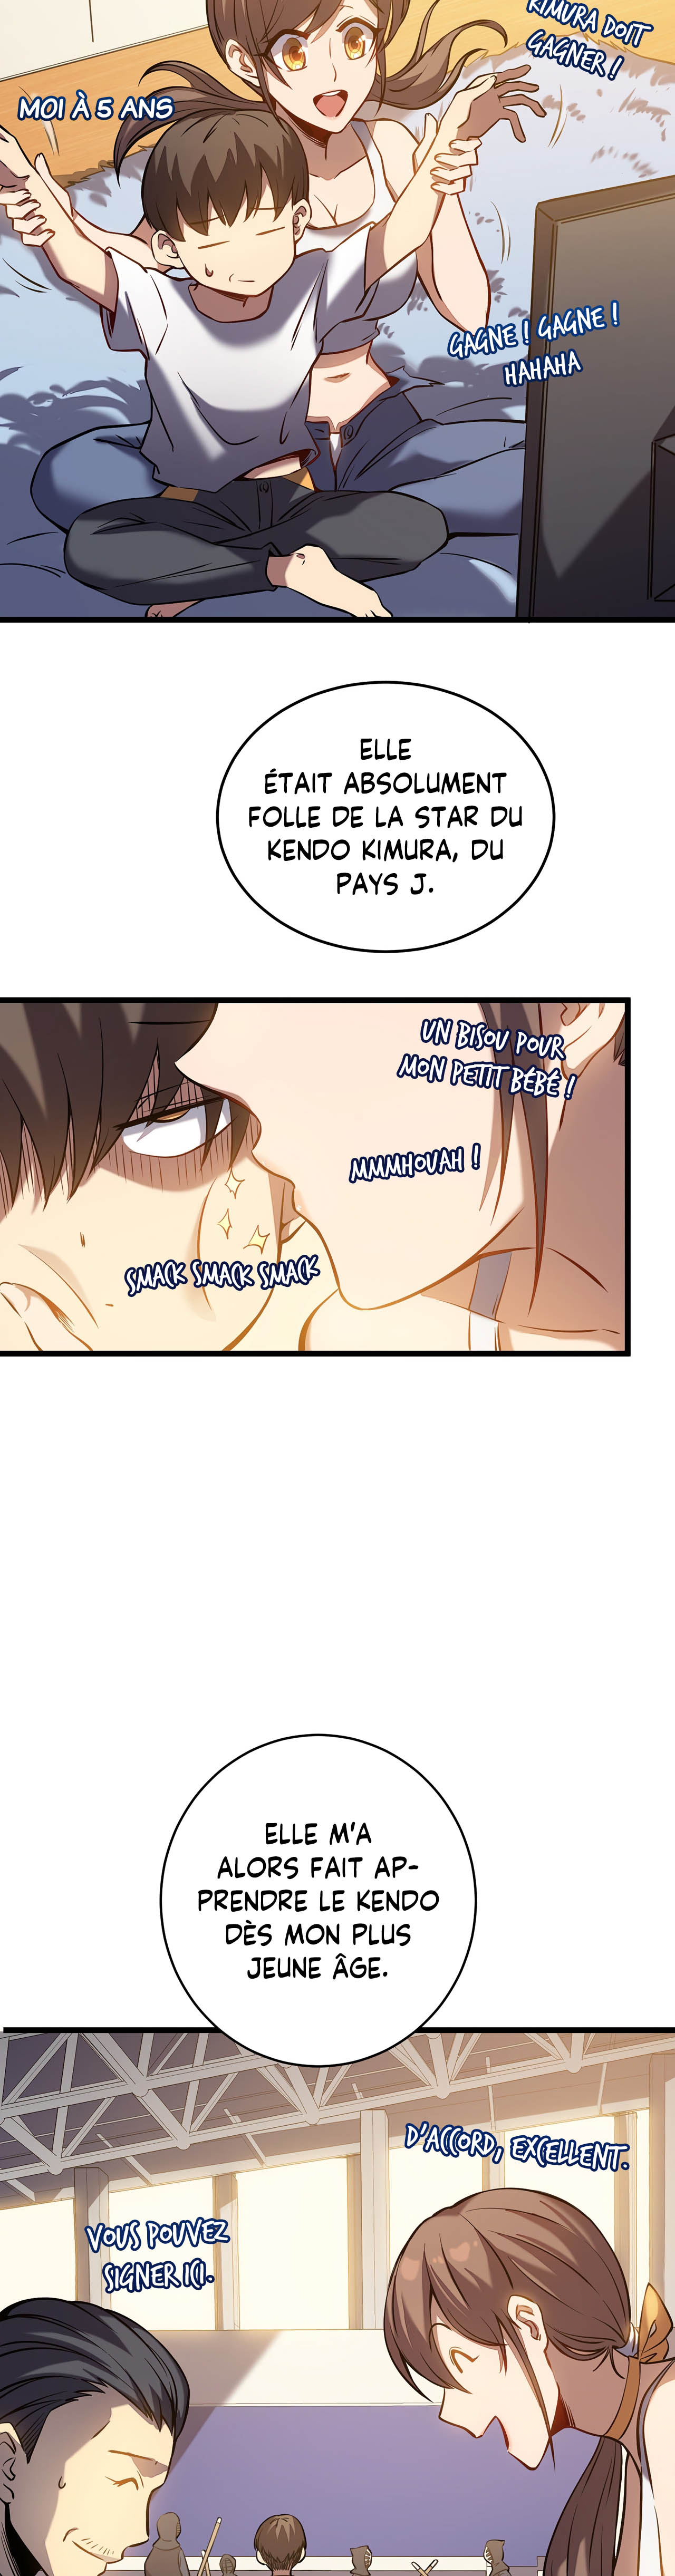 KIMURA DOIT
GAGNER !
MOI À 5 ANS
GAGNE ! GAGNE !
HAHAHA
ELLE
ÉTAIT ABSOLUMENT
FOLLE DE LA STAR DU
KENDO KIMURA, DU
PAYS J.
UN BISOU POUR
MON PETIT BÉBÉ !
MMMHOUAH !
SMACK SMACK SMACK
ELLE M'A
ALORS FAIT AP-
PRENDRE LE KENDO
DÈS MON PLUS
JEUNE ÂGE.
D'ACCORD, EXCELLENT.
VOUS POUVEZ
SIGNER ICI.